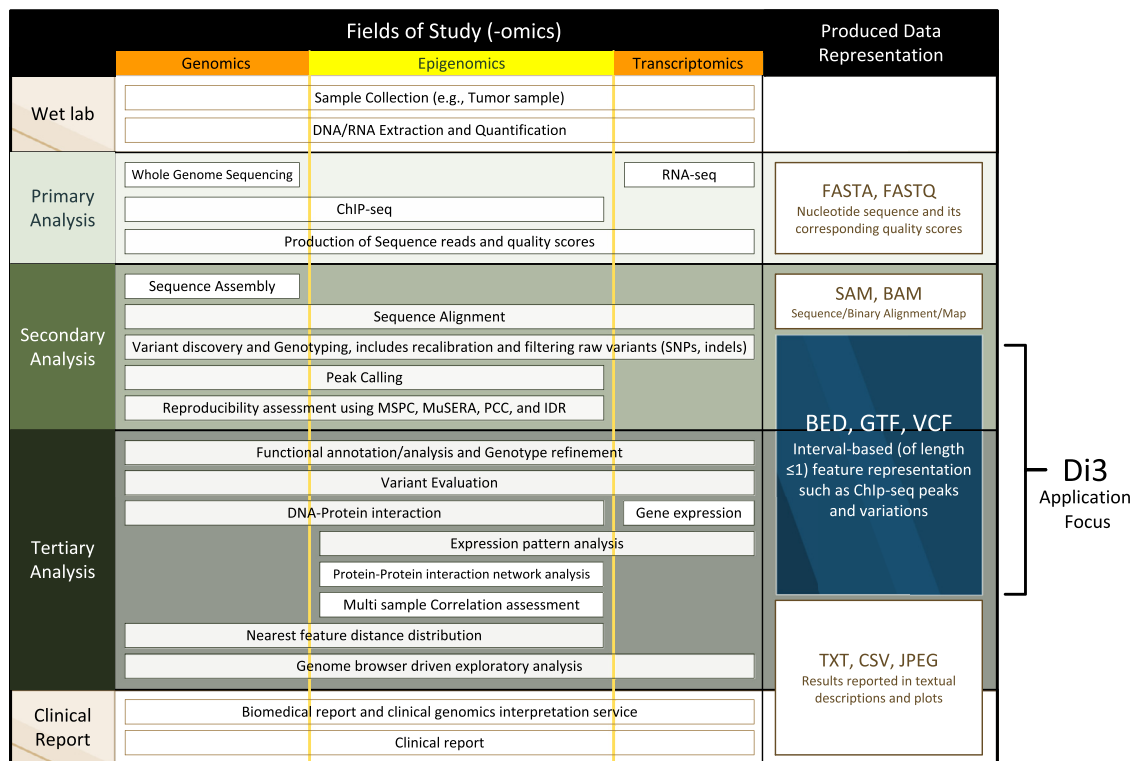 Fields of Study (-omics)
Produced Data
Representation
Genomics
Epigenomics
Transcriptomics
Wet lab
Sample Collection (e.g., Tumor sample)
DNA/RNA Extraction and Quantification
Primary
Analysis
Whole Genome Sequencing
RNA-seq
ChIP-seq
Production of Sequence reads and quality scores
FASTA, FASTQ
Nucleotide sequence and its
corresponding quality scores
Secondary
Analysis
Sequence Assembly
Sequence Alignment
Variant discovery and Genotyping, includes recalibration and filtering raw variants (SNPs, indels)
Peak Calling
Reproducibility assessment using MSPC, MuSERA, PCC, and IDR
SAM, BAM
Sequence/Binary Alignment/Map
BED, GTF, VCF
Interval-based (of length
≤1) feature representation
such as ChIp-seq peaks
and variations
Di3
Application
Focus
Tertiary
Analysis
Functional annotation/analysis and Genotype refinement
Variant Evaluation
DNA-Protein interaction
Gene expression
Expression pattern analysis
Protein-Protein interaction network analysis
Multi sample Correlation assessment
Nearest feature distance distribution
Genome browser driven exploratory analysis
TXT, CSV, JPEG
Results reported in textual
descriptions and plots
Clinical
Report
Biomedical report and clinical genomics interpretation service
Clinical report